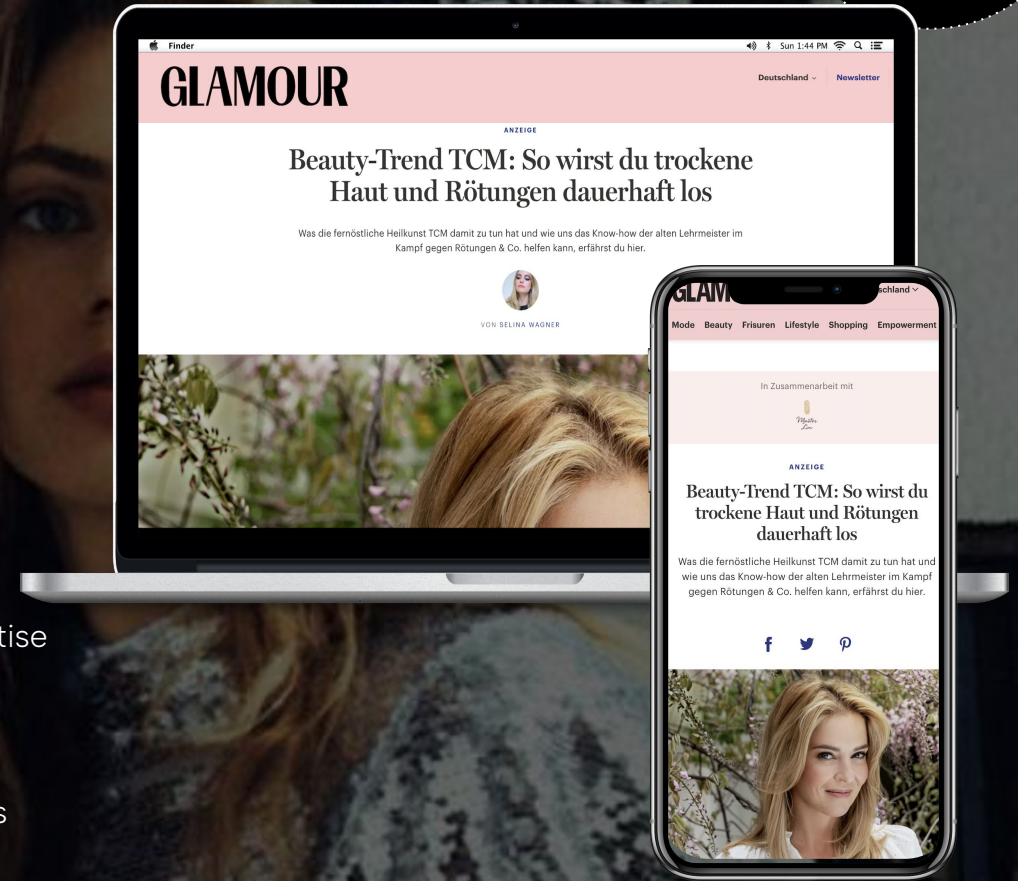 Finder
Sun 1:44 PM
GLAMOUR
Deutschland
Newsletter
ANZEIGE
Beauty-Trend TCM: So wirst du trockene
Haut und Rötungen dauerhaft los
Was die fernöstliche Heilkunst TCM damit zu tun hat und wie uns das Know-how der alten Lehrmeister im
Kampf gegen Rötungen & Co. helfen kann, erfährst du hier.
VON SELINA WAGNER
GLAM
schland
Mode Beauty Frisuren Lifestyle Shopping Empowerment
In Zusammenarbeit mit
Master
Lin
ANZEIGE
Beauty-Trend TCM: So wirst du
trockene Haut und Rötungen
dauerhaft los
Was die fernöstliche Heilkunst TCM damit zu tun hat und
wie uns das Know-how der alten Lehrmeister im Kampf
gegen Rötungen & Co. helfen kann, erfährst du hier.
tise
s